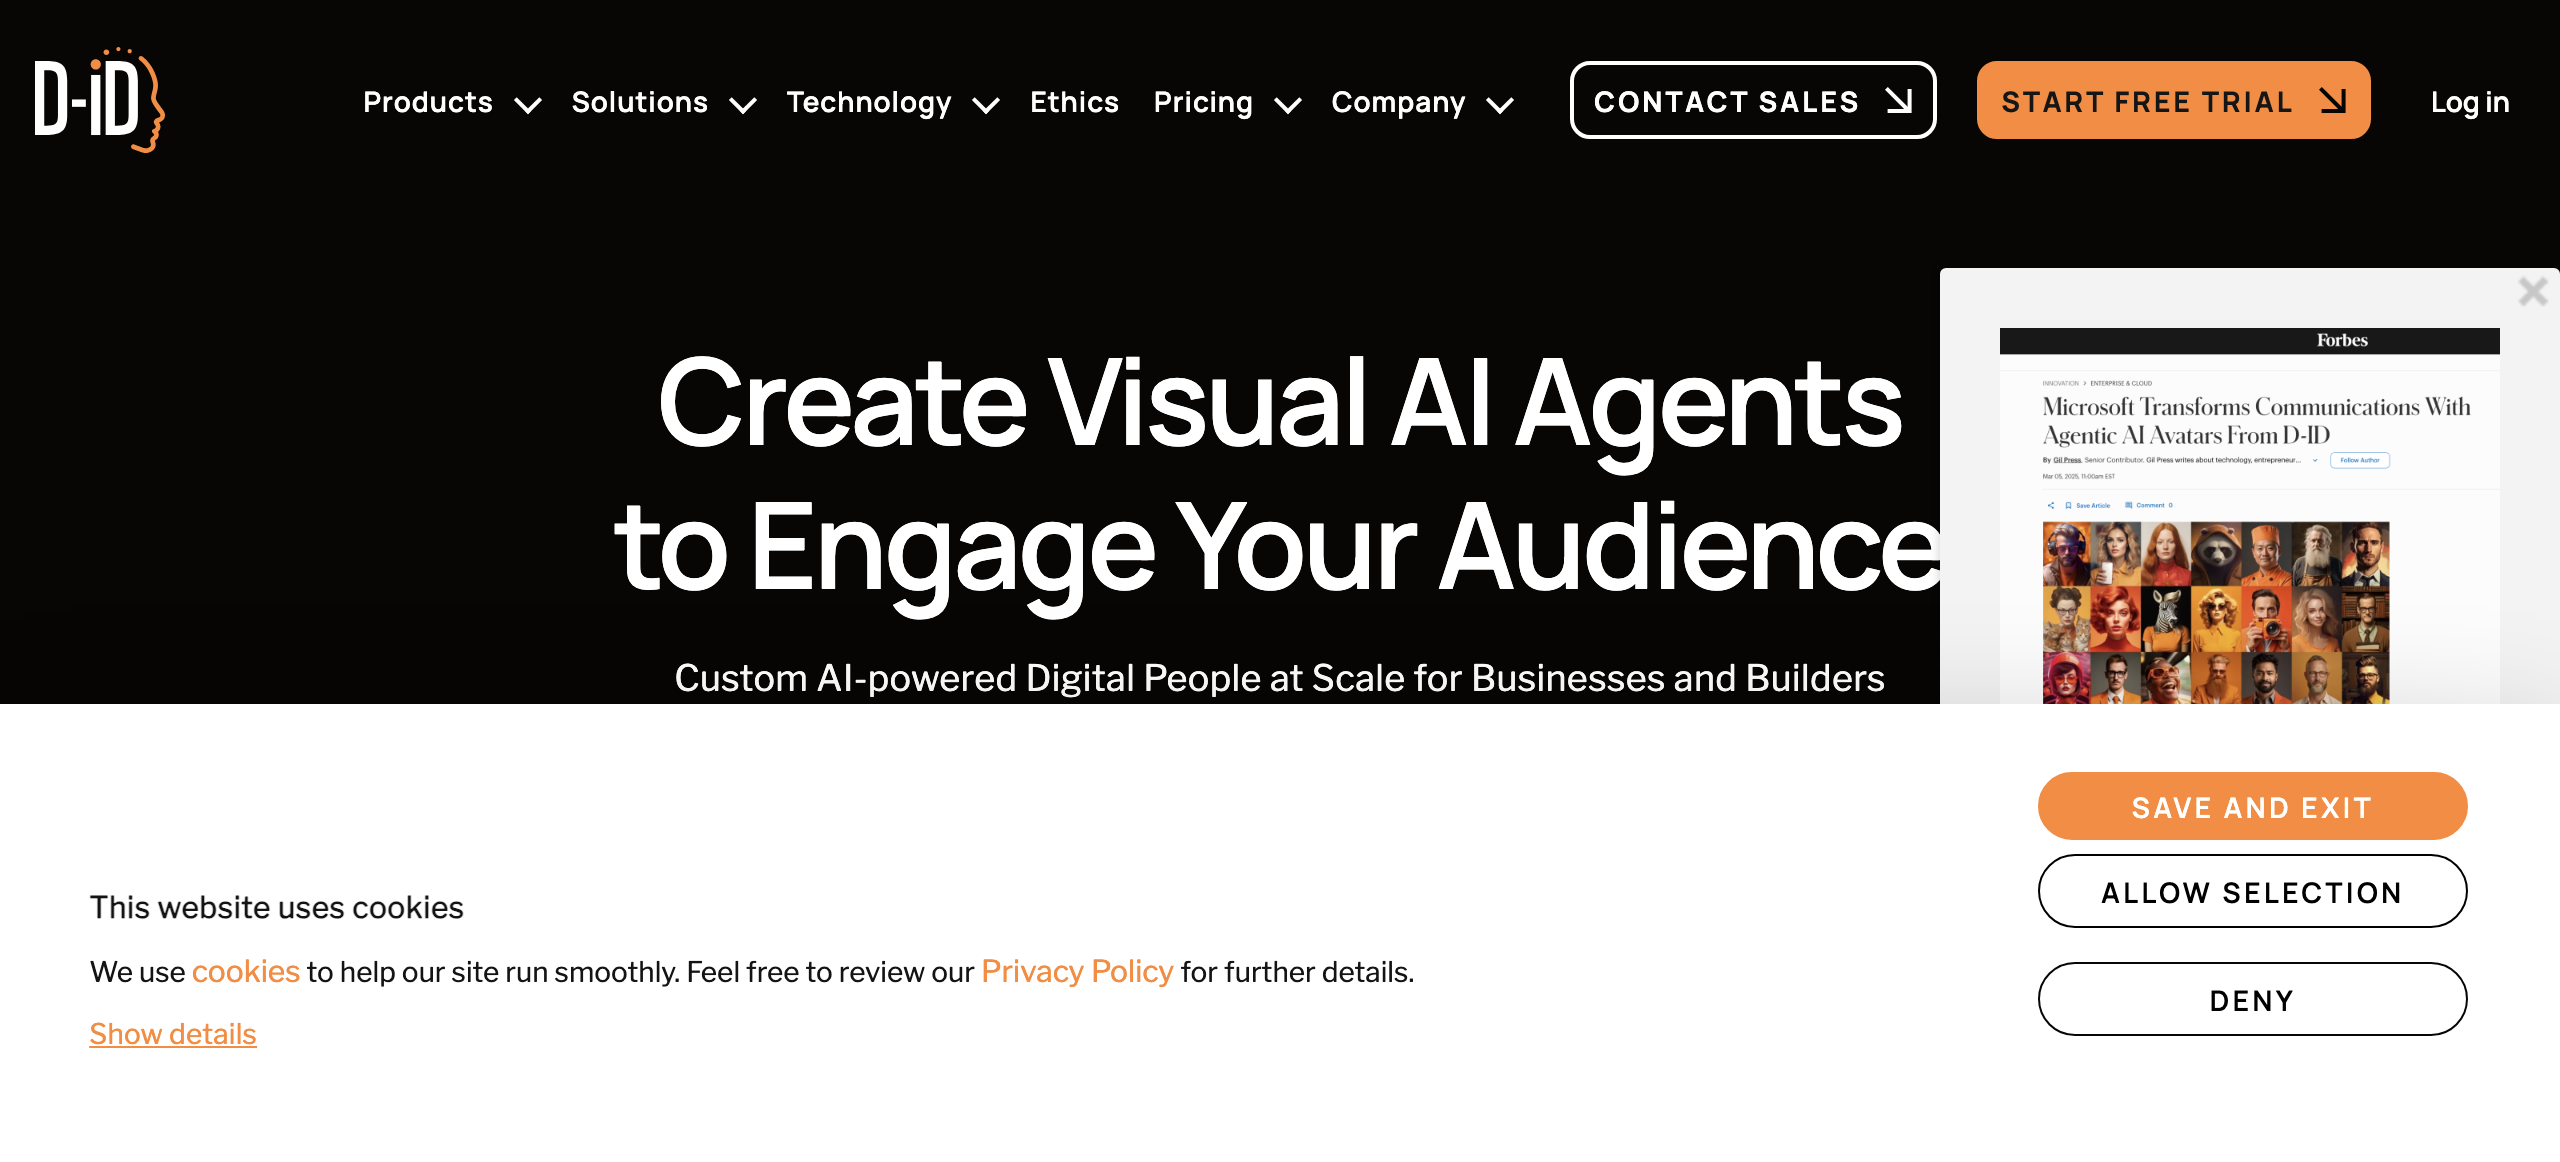 D-iD
Products
Solutions
Technology
Ethics
Pricing
Company
CONTACT SALES
START FREE TRIAL
Log in
Create Visual AI Agents
to Engage Your Audience
Custom AI-powered Digital People at Scale for Businesses and Builders
Forbes
INNOVATION > ENTERPRISE & CLOUD
Microsoft Transforms Communications With
Agentic AI Avatars From D-ID
By Gil Press, Senior Contributor. Gil Press writes about technology, entrepreneur...
Follow Author
Mar 05, 2025, 11:00am EST
Save Article
Comment 0
This website uses cookies
We use cookies to help our site run smoothly. Feel free to review our Privacy Policy for further details.
Show details
SAVE AND EXIT
ALLOW SELECTION
DENY